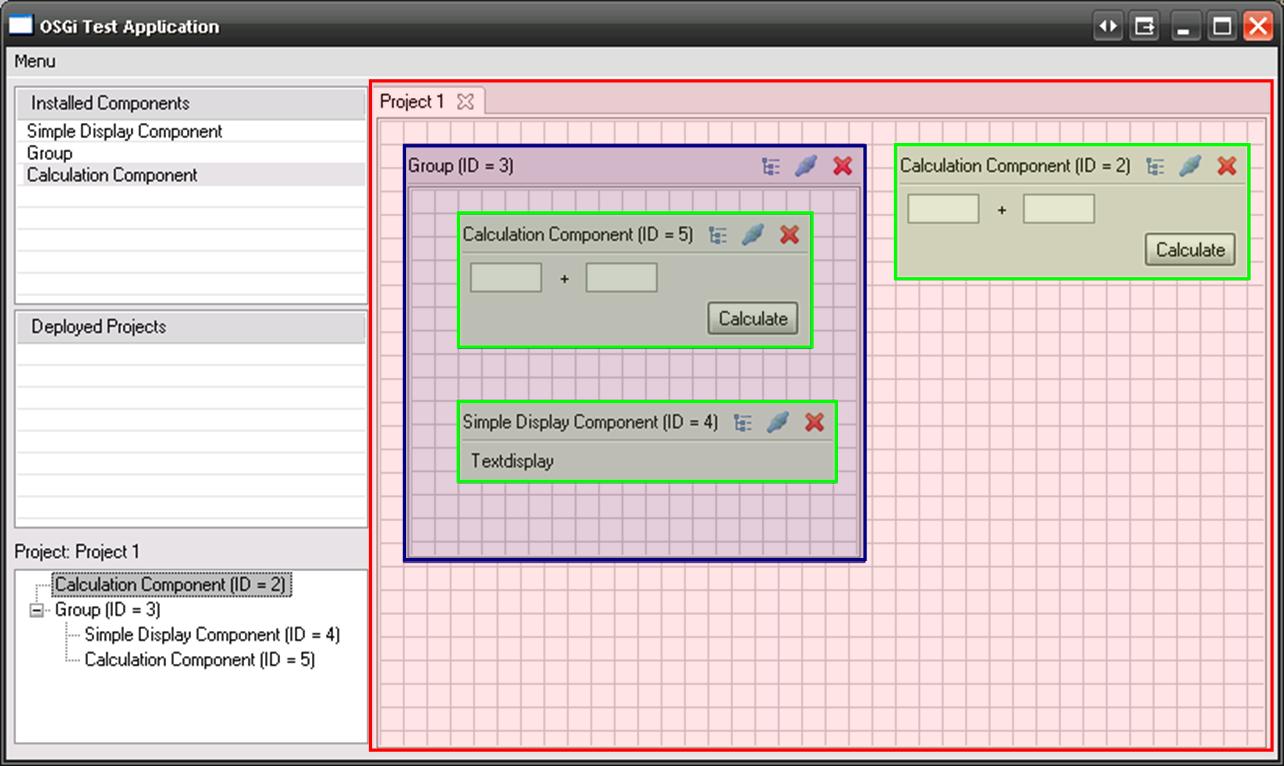 OSGi Test Application
Menu
Installed Components
Simple Display Component
Group
Calculation Component
Deployed Projects
Project: Project 1
Calculation Component (ID = 2)
Group (ID = 3)
Simple Display Component (ID = 4)
Calculation Component (ID = 5)
Project 1
Group (ID = 3)
Calculation Component (ID = 5)
+
Calculate
Simple Display Component (ID = 4)
Textdisplay
Calculation Component (ID = 2)
+
Calculate